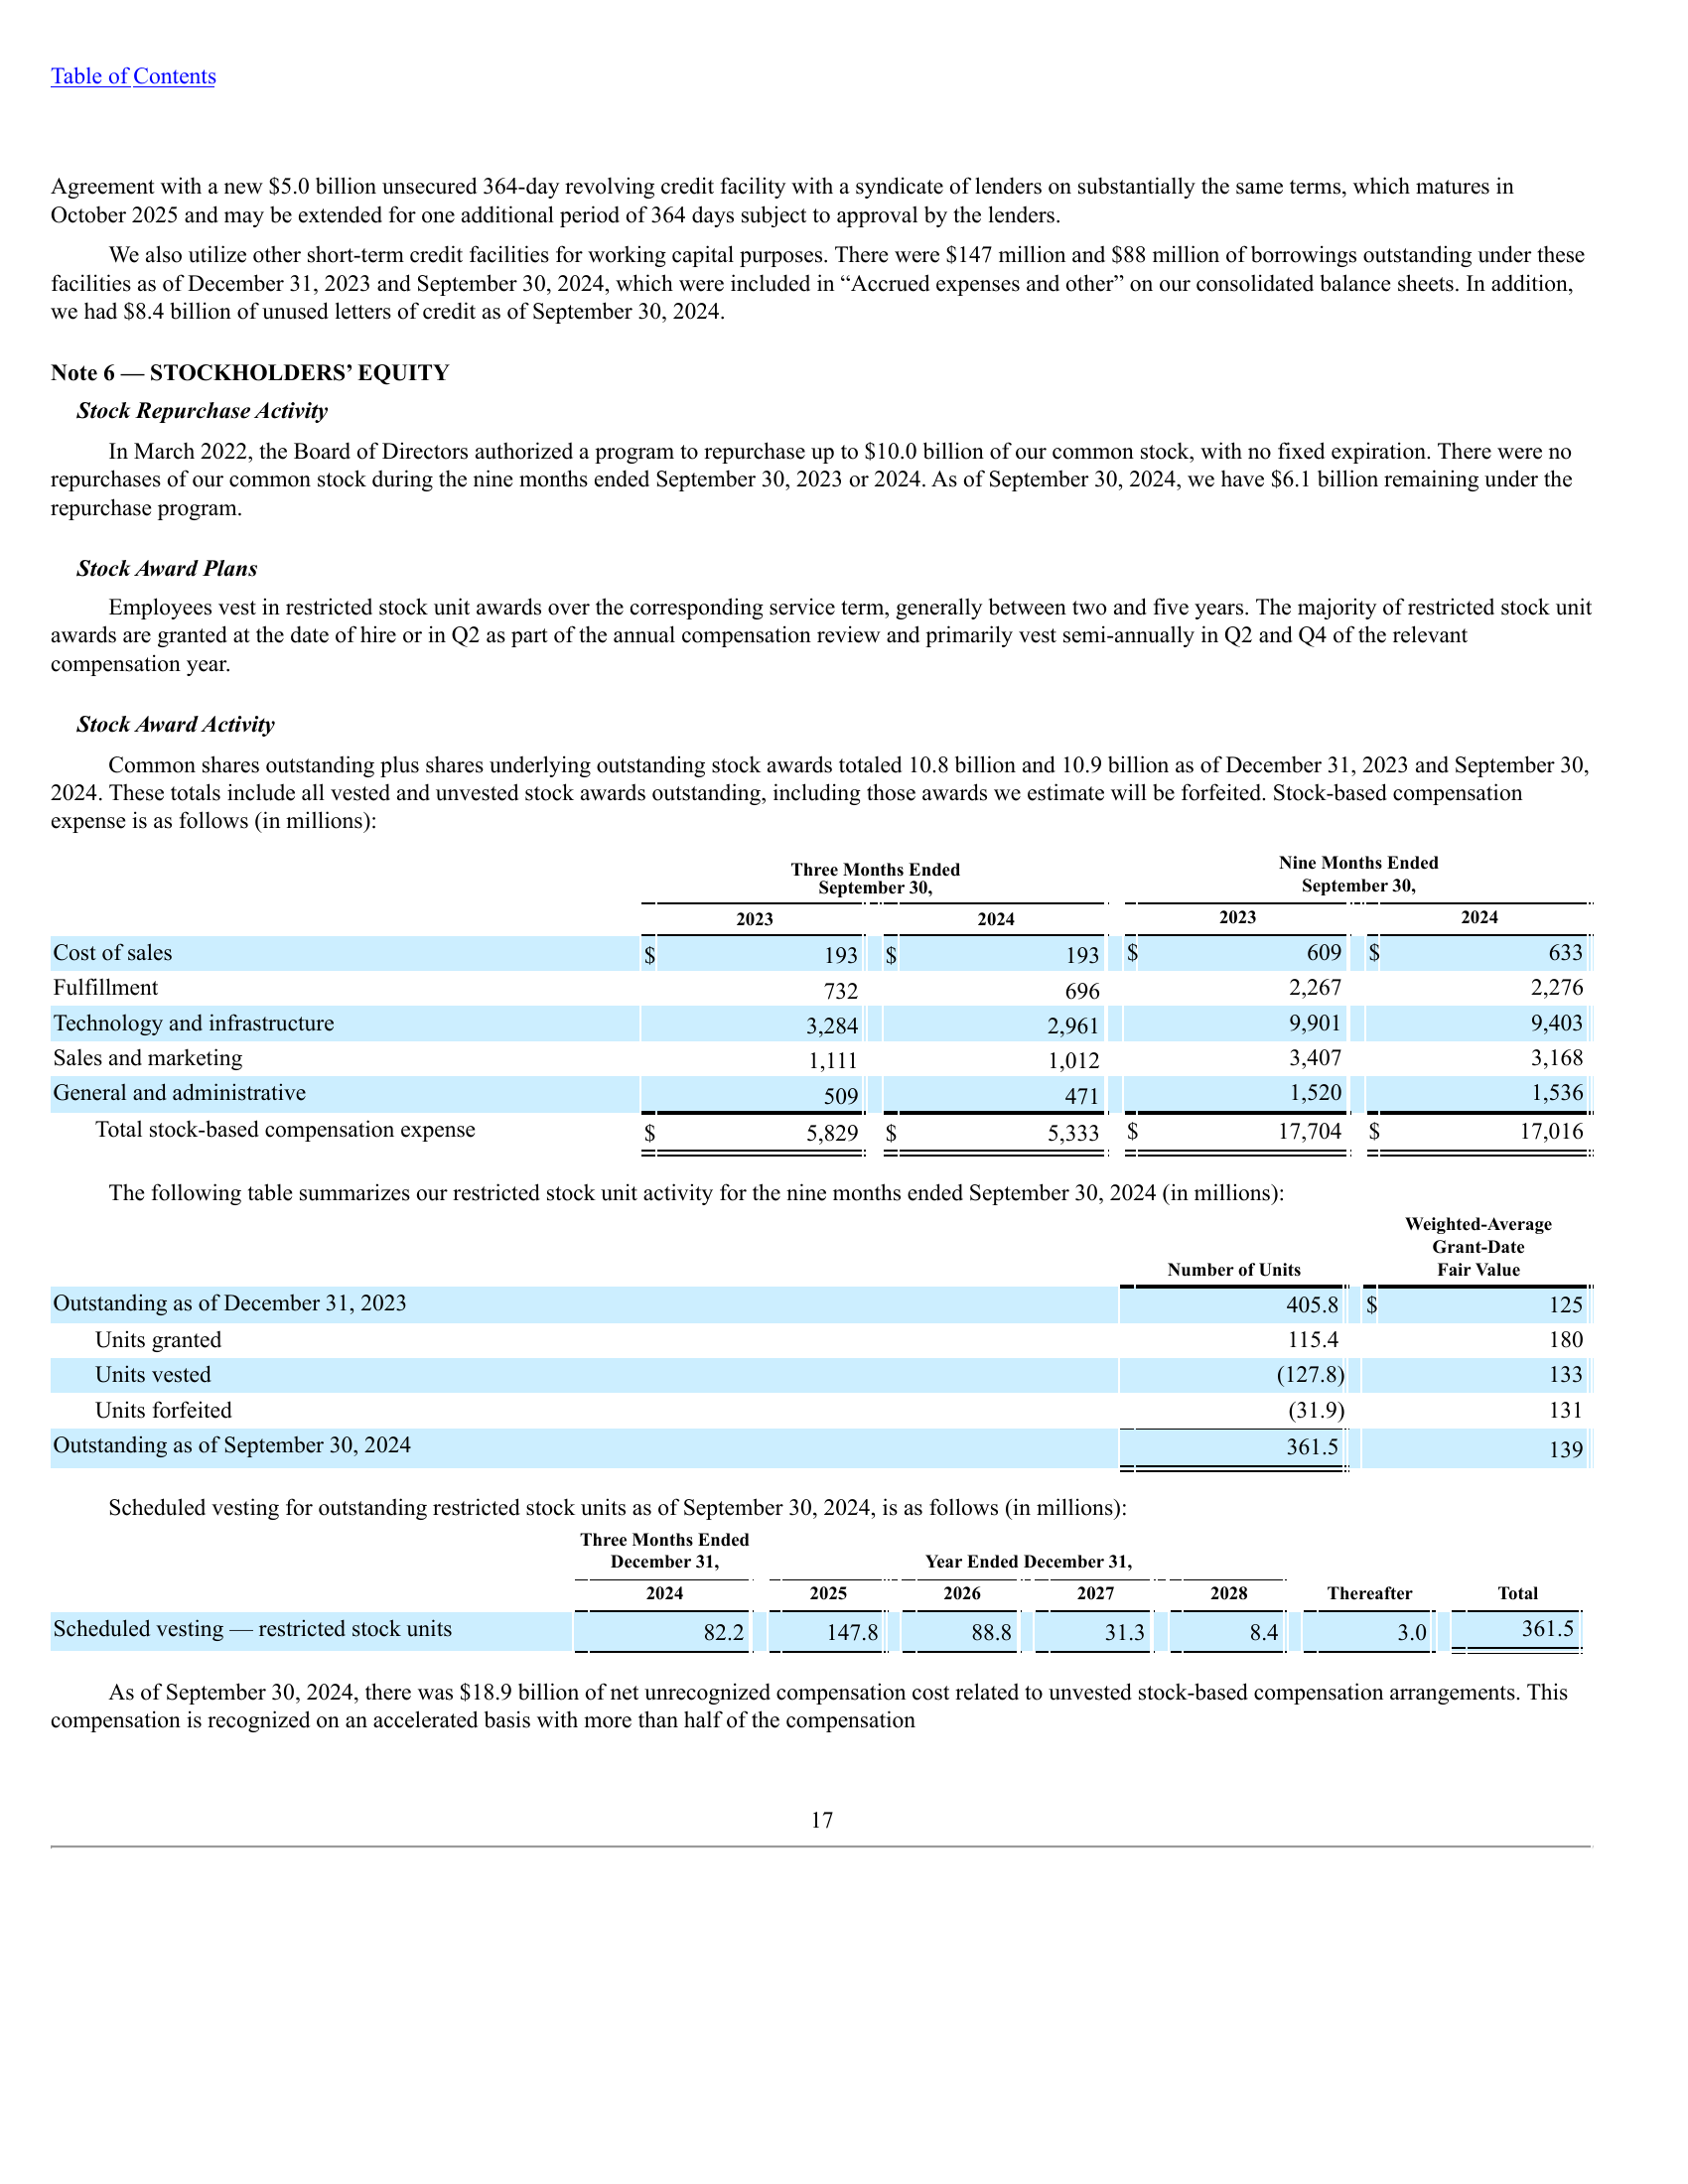 Table of Contents
Agreement with a new $5.0 billion unsecured 364-day revolving credit facility with a syndicate of lenders on substantially the same terms, which matures in
October 2025 and may be extended for one additional period of 364 days subject to approval by the lenders.
We also utilize other short-term credit facilities for working capital purposes. There were $147 million and $88 million of borrowings outstanding under these
facilities as of December 31, 2023 and September 30, 2024, which were included in “Accrued expenses and other” on our consolidated balance sheets. In addition,
we had $8.4 billion of unused letters of credit as of September 30, 2024.
Note 6 — STOCKHOLDERS’ EQUITY
Stock Repurchase Activity
In March 2022, the Board of Directors authorized a program to repurchase up to $10.0 billion of our common stock, with no fixed expiration. There were no
repurchases of our common stock during the nine months ended September 30, 2023 or 2024. As of September 30, 2024, we have $6.1 billion remaining under the
repurchase program.
Stock Award Plans
Employees vest in restricted stock unit awards over the corresponding service term, generally between two and five years. The majority of restricted stock unit
awards are granted at the date of hire or in Q2 as part of the annual compensation review and primarily vest semi-annually in Q2 and Q4 of the relevant
compensation year.
Stock Award Activity
Common shares outstanding plus shares underlying outstanding stock awards totaled 10.8 billion and 10.9 billion as of December 31, 2023 and September 30,
2024. These totals include all vested and unvested stock awards outstanding, including those awards we estimate will be forfeited. Stock-based compensation
expense is as follows (in millions):
Three Months Ended Nine Months Ended
September 30, September 30,
2023 2024 2023 2024
Cost of sales $ 193 $ 193 $ 609 $ 633
Fulfillment 732 696 2,267 2,276
Technology and infrastructure 3,284 2,961 9,901 9,403
Sales and marketing 1,111 1,012 3,407 3,168
General and administrative 509 471 1,520 1,536
Total stock-based compensation expense $ 5,829 $ 5,333 $ 17,704 $ 17,016
The following table summarizes our restricted stock unit activity for the nine months ended September 30, 2024 (in millions):
Weighted-Average
Grant-Date
Number of Units Fair Value
Outstanding as of December 31, 2023 405.8 $ 125
Units granted 115.4 180
Units vested (127.8) 133
Units forfeited (31.9) 131
Outstanding as of September 30, 2024 361.5 139
Scheduled vesting for outstanding restricted stock units as of September 30, 2024, is as follows (in millions):
Three Months Ended
December 31, Year Ended December 31,
2024 2025 2026 2027 2028 Thereafter Total
Scheduled vesting — restricted stock units 82.2 147.8 88.8 31.3 8.4 3.0 361.5
As of September 30, 2024, there was $18.9 billion of net unrecognized compensation cost related to unvested stock-based compensation arrangements. This
compensation is recognized on an accelerated basis with more than half of the compensation
17